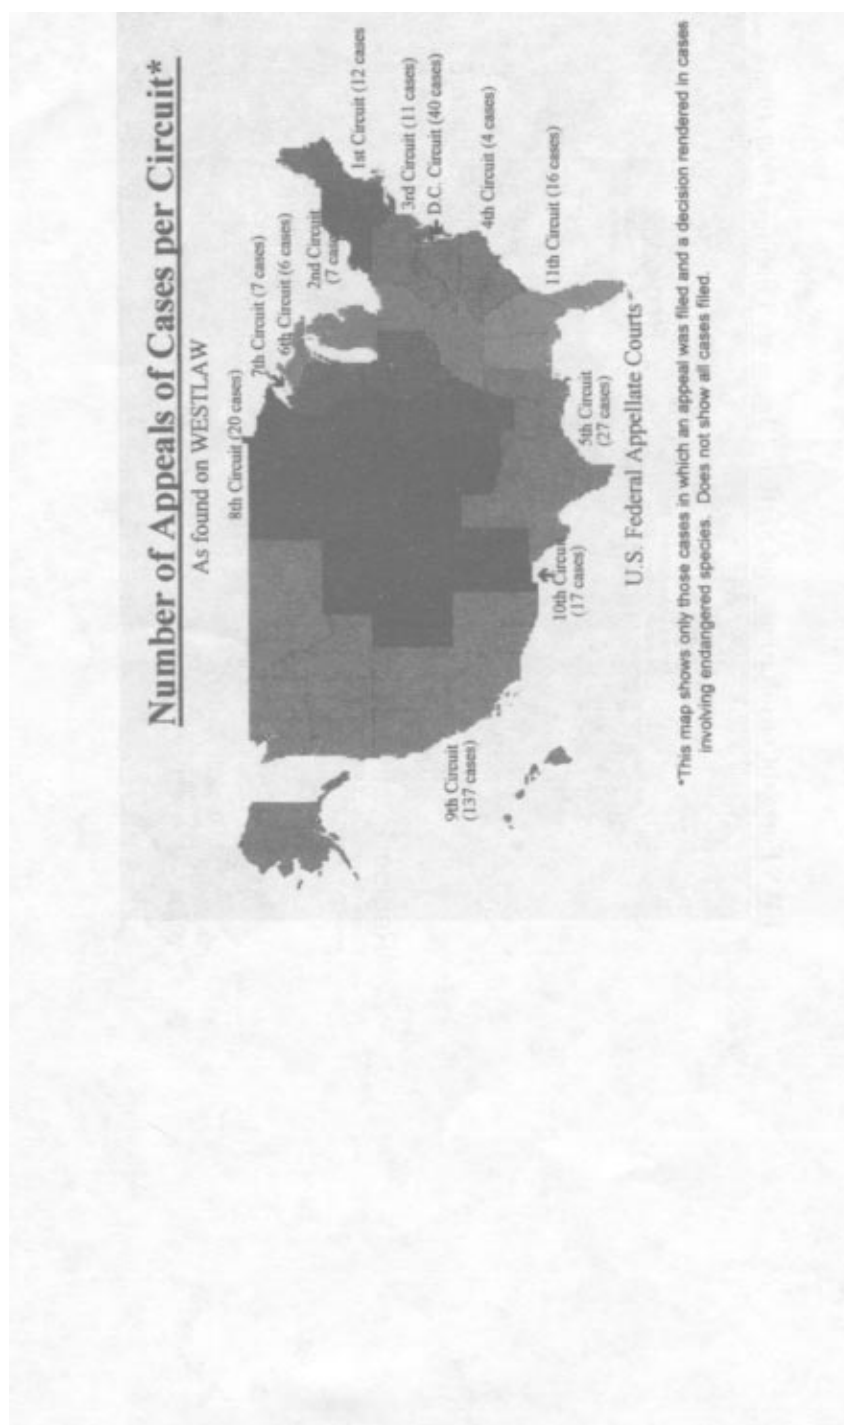 Number of Appeals of Cases per Circuit*
As found on WESTLAW
8th Circuit (20 cases)
7th Circuit (7 cases)
6th Circuit (6 cases)
2nd Circuit
(7 case
1st Circuit (12 cases
3rd Circuit (11 cases)
D.C. Circuit (40 cases)
4th Circuit (4 cases)
11th Circuit (16 cases)
5th Circuit
(27 cases)
10th Circuit
(17 cases)
9th Circuit
(137 cases)
U.S. Federal Appellate Courts
*This map shows only those cases in which an appeal was filed and a decision rendered in cases
involving endangered species. Does not show all cases filed.